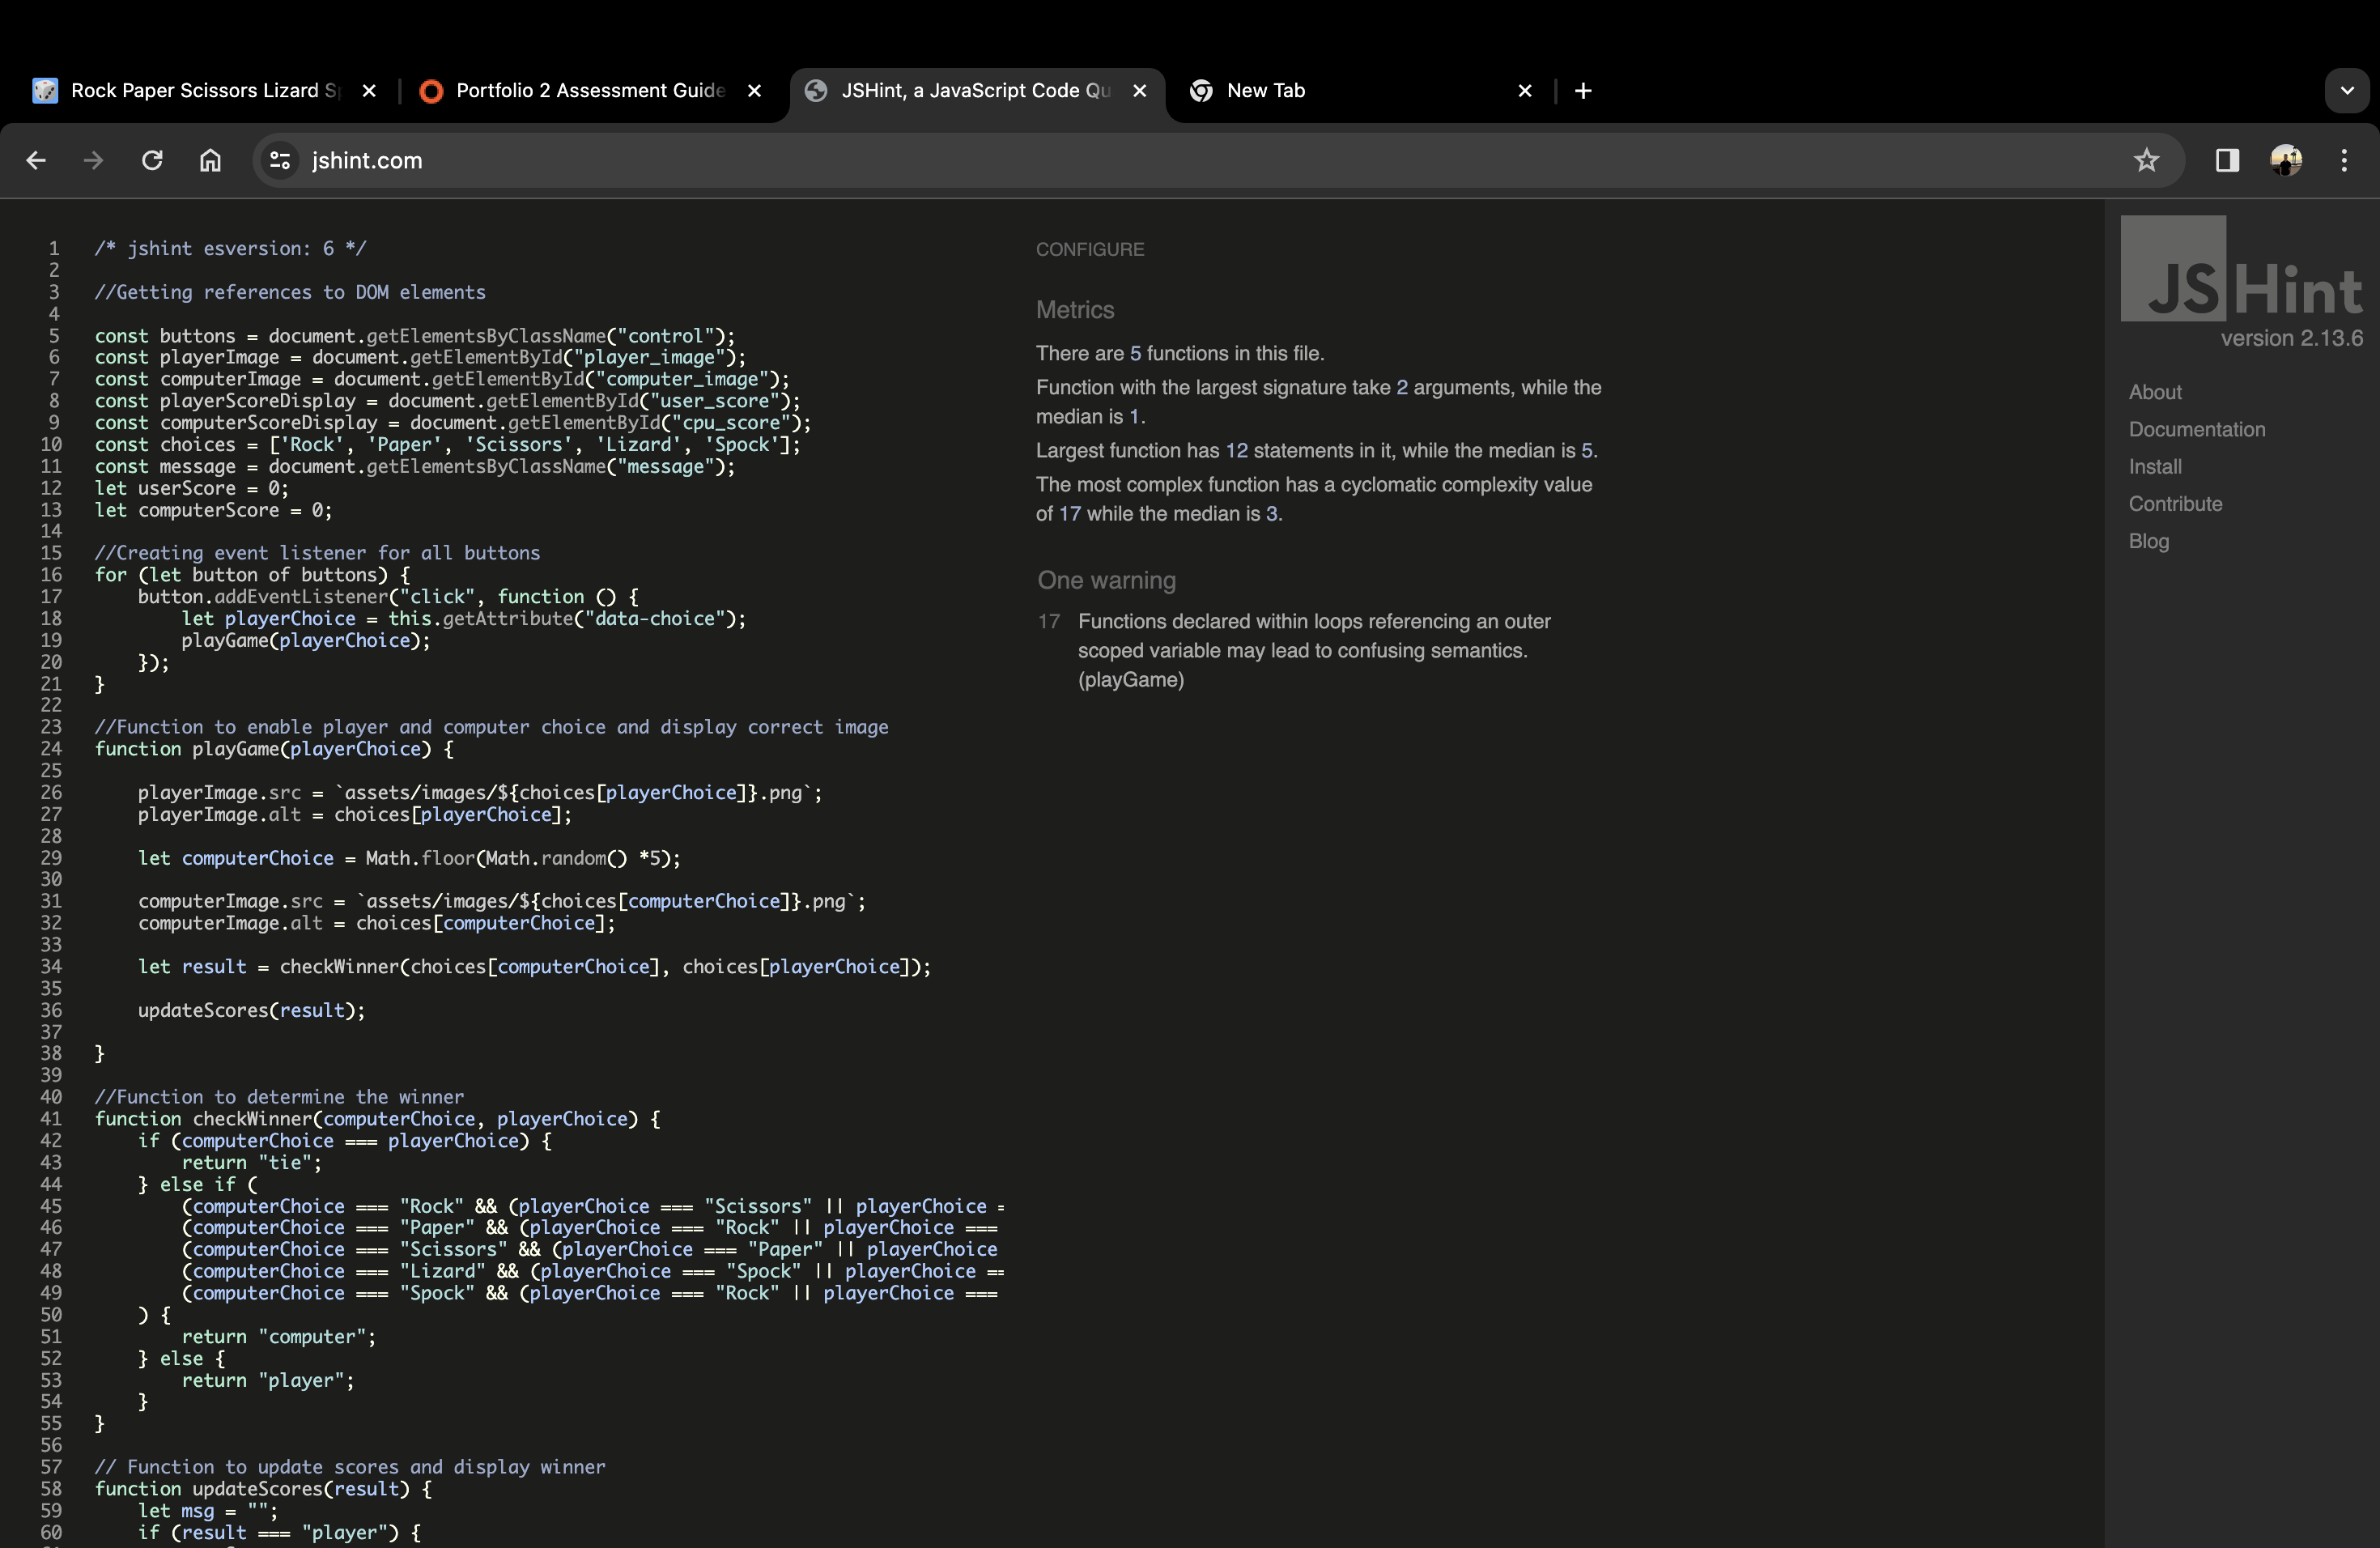 Rock Paper Scissors Lizard
Portfolio 2 Assessment Guide
JSHint, a JavaScript Code Qu
New Tab
jshint.com
1 /* jshint esversion: 6 */
2
3 //Getting references to DOM elements
4
5 const buttons = document.getElementsByClassName("control");
6 const playerImage = document.getElementById("player_image");
7 const computerImage = document.getElementById("computer_image");
8 const playerScoreDisplay = document.getElementById("user_score");
9 const computerScoreDisplay = document.getElementById("cpu_score");
10 const choices = ['Rock', 'Paper', 'Scissors', 'Lizard', 'Spock'];
11 const message = document.getElementsByClassName("message");
12 let userScore = 0;
13 let computerScore = 0;
14
15 //Creating event listener for all buttons
16 for (let button of buttons) {
17 button.addEventListener("click", function () {
18 let playerChoice = this.getAttribute("data-choice");
19 playGame(playerChoice);
20 });
21 }
22
23 //Function to enable player and computer choice and display correct image
24 function playGame(playerChoice) {
25
26 playerImage.src = `assets/images/${choices[playerChoice]}.png`;
27 playerImage.alt = choices[playerChoice];
28
29 let computerChoice = Math.floor(Math.random() *5);
30
31 computerImage.src = `assets/images/${choices[computerChoice]}.png`;
32 computerImage.alt = choices[computerChoice];
33
34 let result = checkWinner(choices[computerChoice], choices[playerChoice]);
35
36 updateScores(result);
37
38 }
39
40 //Function to determine the winner
41 function checkWinner(computerChoice, playerChoice) {
42 if (computerChoice === playerChoice) {
43 return "tie";
44 } else if (
45 (computerChoice === "Rock" && (playerChoice === "Scissors" || playerChoice =
46 (computerChoice === "Paper" && (playerChoice === "Rock" || playerChoice ===
47 (computerChoice === "Scissors" && (playerChoice === "Paper" || playerChoice
48 (computerChoice === "Lizard" && (playerChoice === "Spock" || playerChoice ==
49 (computerChoice === "Spock" && (playerChoice === "Rock" || playerChoice ===
50 ) {
51 return "computer";
52 } else {
53 return "player";
54 }
55 }
56
57 // Function to update scores and display winner
58 function updateScores(result) {
59 let msg = "";
60 if (result === "player") {
CONFIGURE
Metrics
There are 5 functions in this file.
Function with the largest signature take 2 arguments, while the
median is 1.
Largest function has 12 statements in it, while the median is 5.
The most complex function has a cyclomatic complexity value
of 17 while the median is 3.
One warning
17 Functions declared within loops referencing an outer
scoped variable may lead to confusing semantics.
(playGame)
JSHint
version 2.13.6
About
Documentation
Install
Contribute
Blog